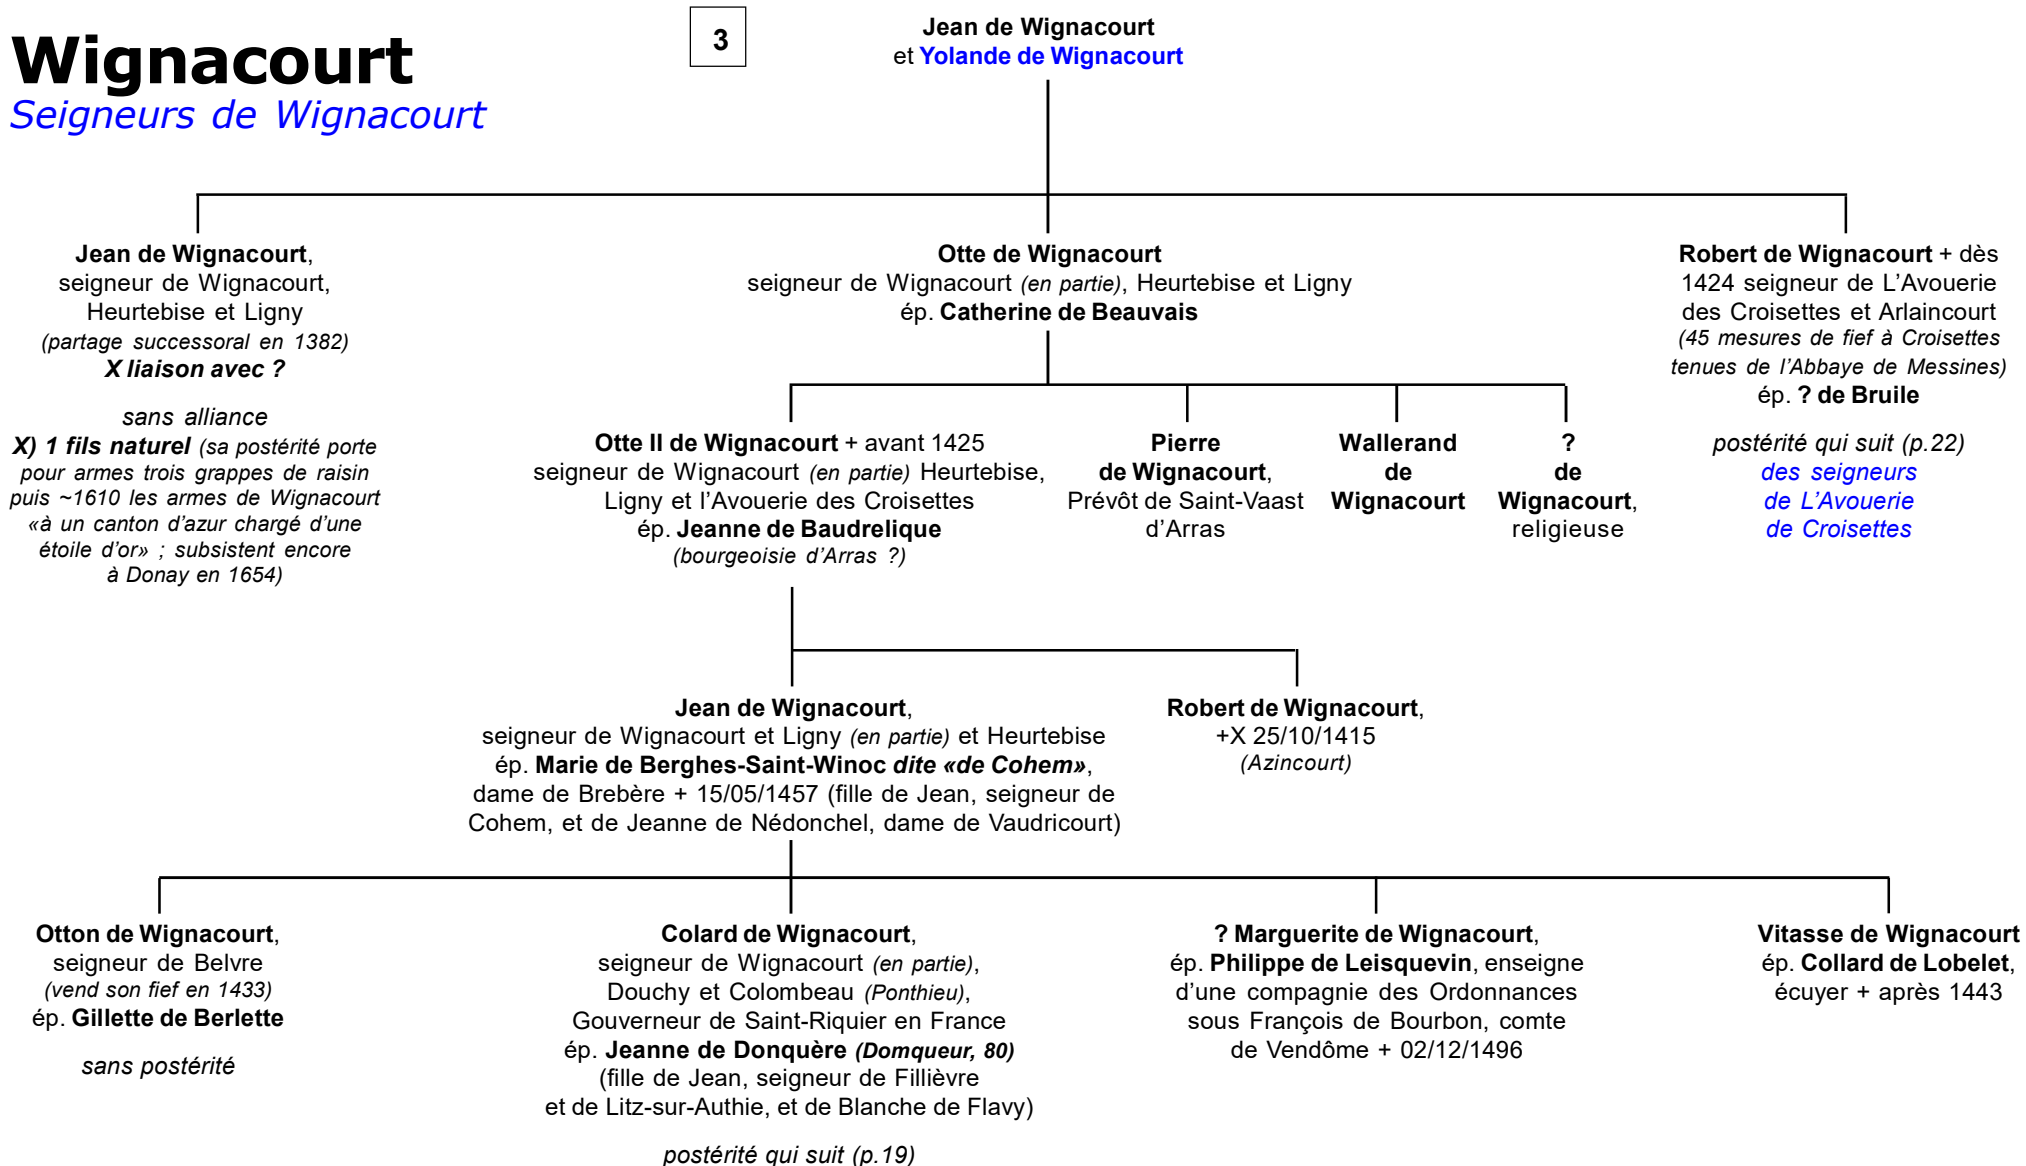 Wignacourt
Seigneurs de Wignacourt
3
Jean de Wignacourt
et Yolande de Wignacourt
Jean de Wignacourt,
seigneur de Wignacourt,
Heurtebise et Ligny
(partage successoral en 1382)
X liaison avec ?
sans alliance
X) 1 fils naturel (sa postérité porte
pour armes trois grappes de raisin
puis ~1610 les armes de Wignacourt
«à un canton d'azur chargé d'une
étoile d'or» ; subsistent encore
à Donay en 1654)
Otte de Wignacourt
seigneur de Wignacourt (en partie), Heurtebise et Ligny
ép. Catherine de Beauvais
Robert de Wignacourt + dès
1424 seigneur de L'Avouerie
des Croisettes et Arlaincourt
(45 mesures de fief à Croisettes
tenues de l'Abbaye de Messines)
ép. ? de Bruile
postérité qui suit (p.22)
des seigneurs
de L'Avouerie
de Croisettes
Otte II de Wignacourt + avant 1425
seigneur de Wignacourt (en partie) Heurtebise,
Ligny et l'Avouerie des Croisettes
ép. Jeanne de Baudrelique
(bourgeoisie d'Arras ?)
Pierre
de Wignacourt,
Prévôt de Saint-Vaast
d'Arras
Wallerand
de
Wignacourt
?
de
Wignacourt,
religieuse
Jean de Wignacourt,
seigneur de Wignacourt et Ligny (en partie) et Heurtebise
ép. Marie de Berghes-Saint-Winoc dite «de Cohem»,
dame de Brebère + 15/05/1457 (fille de Jean, seigneur de
Cohem, et de Jeanne de Nédonchel, dame de Vaudricourt)
Robert de Wignacourt,
+X 25/10/1415
(Azincourt)
Otton de Wignacourt,
seigneur de Belvre
(vend son fief en 1433)
ép. Gillette de Berlette
sans postérité
Colard de Wignacourt,
seigneur de Wignacourt (en partie),
Douchy et Colombeau (Ponthieu),
Gouverneur de Saint-Riquier en France
ép. Jeanne de Donquère (Domqueur, 80)
(fille de Jean, seigneur de Fillièvre
et de Litz-sur-Authie, et de Blanche de Flavy)
postérité qui suit (p.19)
? Marguerite de Wignacourt,
ép. Philippe de Leisquevin, enseigne
d'une compagnie des Ordonnances
sous François de Bourbon, comte
de Vendôme + 02/12/1496
Vitasse de Wignacourt
ép. Collard de Lobelet,
écuyer + après 1443